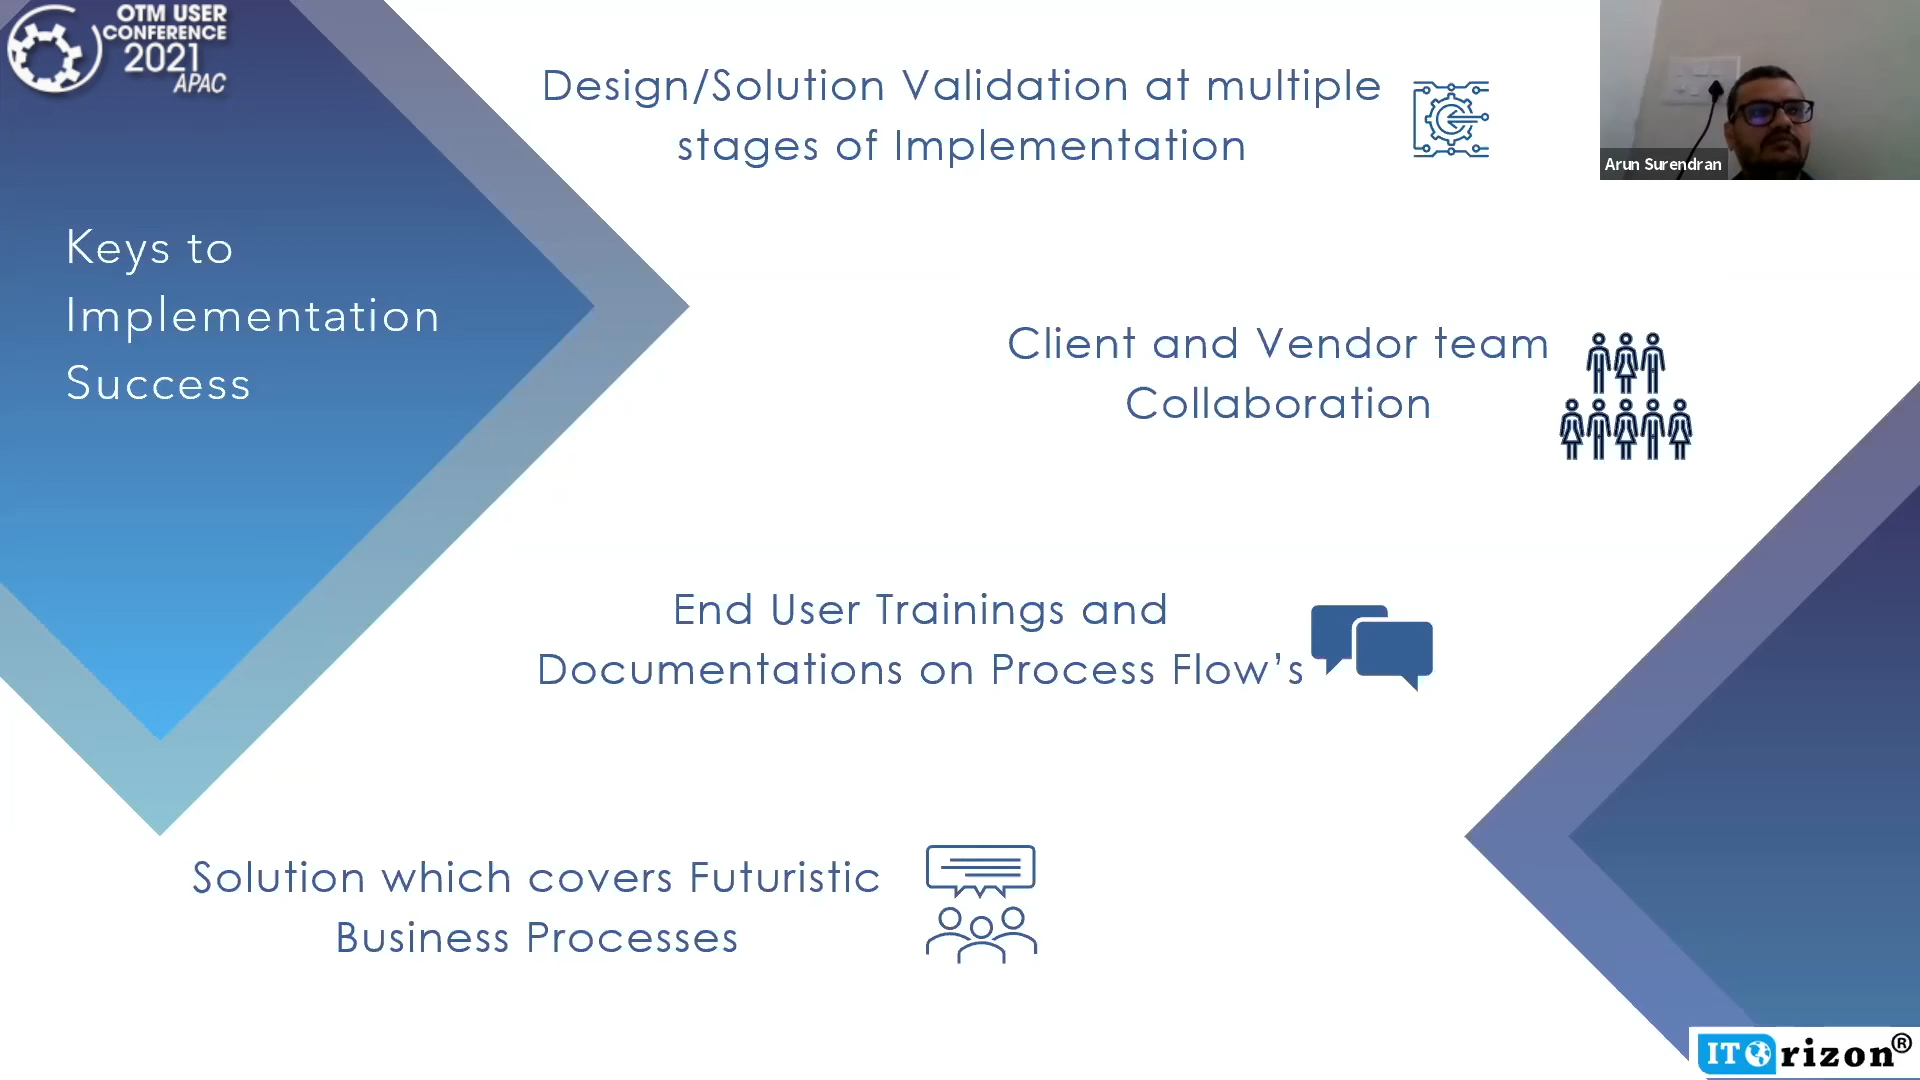 OTM USER
CONFERENCE
2021
APAC
Keys to
Implementation
Success
Design/Solution Validation at multiple
stages of Implementation
Arun Surendran
Client and Vendor team
Collaboration
End User Trainings and
Documentations on Process Flow’s
Solution which covers Futuristic
Business Processes
ITOrizon®